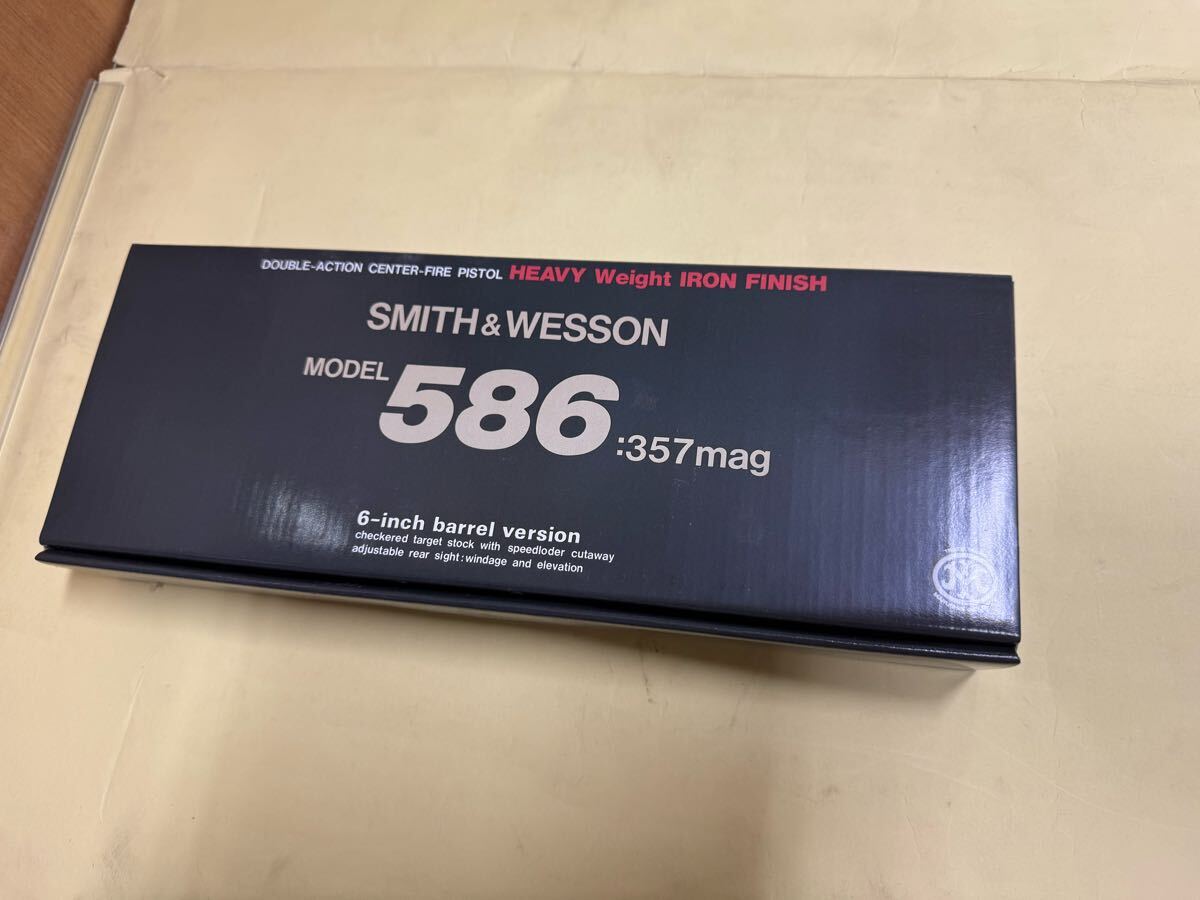 DOUBLE-ACTION CENTER-FIRE PISTOL HEAVY Weight IRON FINISH
SMITH & WESSON
MODEL 586 :357mag
6-inch barrel version
checkered target stock with speedloder cutaway
adjustable rear sight:windage and elevation